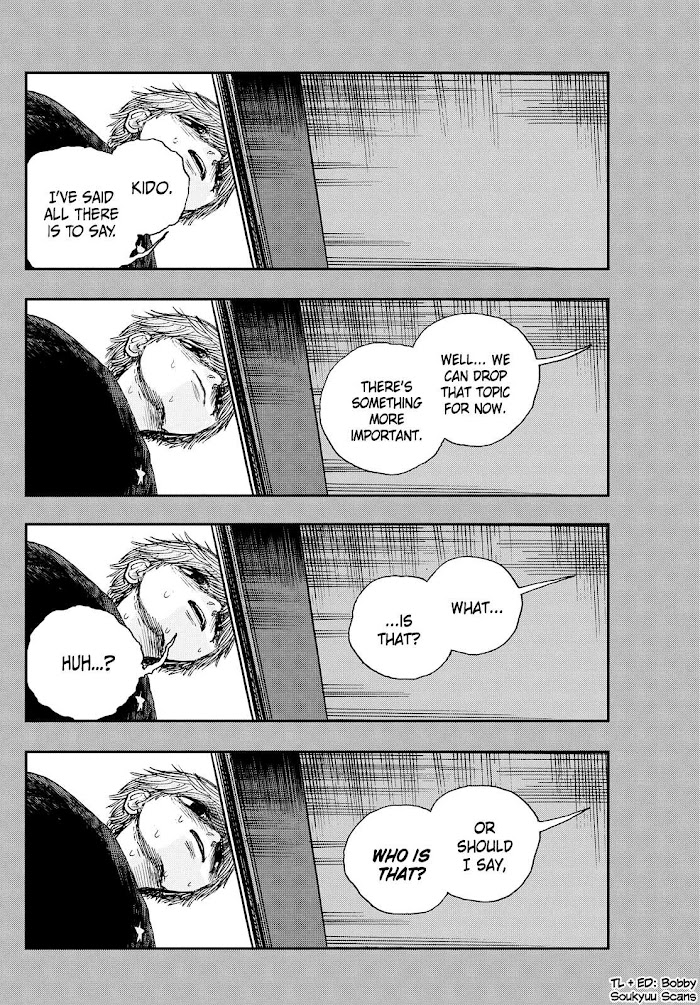 KIDO.
I'VE SAID
ALL THERE
IS TO SAY.
WELL... WE
CAN DROP
THAT TOPIC
FOR NOW.
THERE'S
SOMETHING
MORE
IMPORTANT.
WHAT...
...IS
THAT?
HUH...?
OR
SHOULD
I SAY,
WHO IS
THAT?
TL + ED: Bobby
Soukyuu Scans